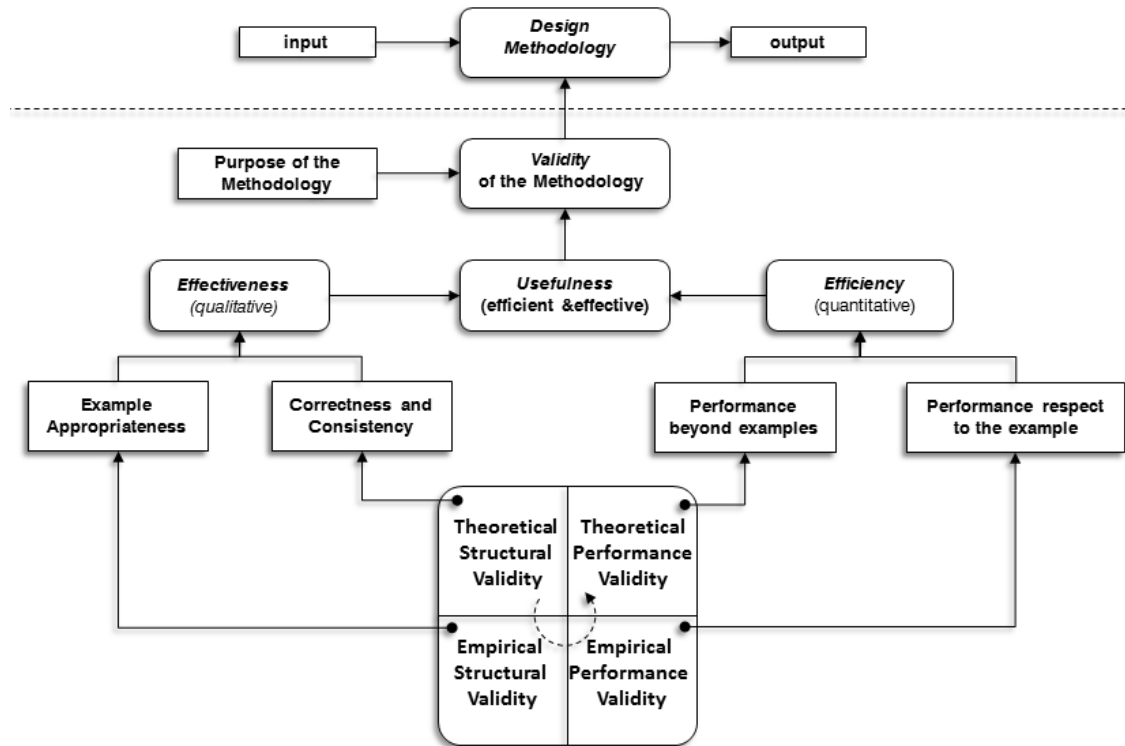 input
Design
Methodology
output
Purpose of the
Methodology
Validity
of the Methodology
Effectiveness
(qualitative)
Usefulness
(efficient &effective)
Efficiency
(quantitative)
Example
Appropriateness
Correctness and
Consistency
Performance
beyond examples
Performance respect
to the example
Theoretical
Structural
Validity
Theoretical
Performance
Validity
Empirical
Structural
Validity
Empirical
Performance
Validity